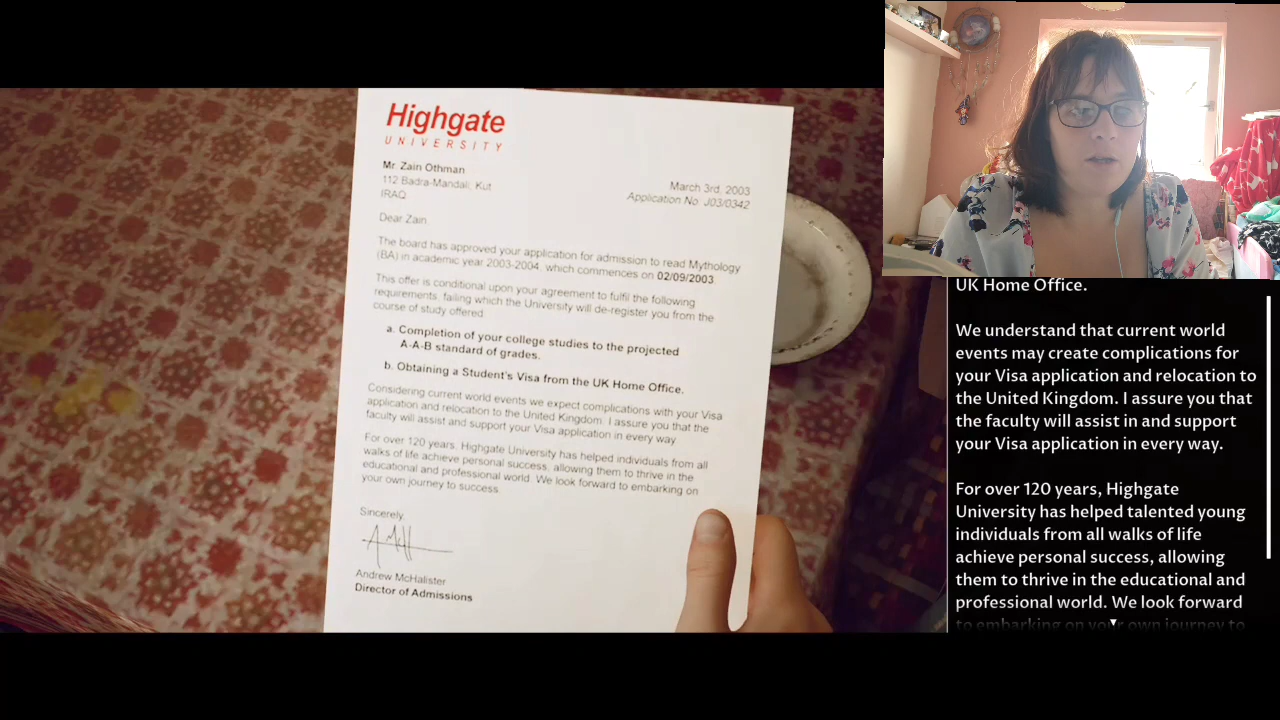 Highgate
UNIVERSITY
Mr. Zain Othman
112 Badra-Mandali, Kut
IRAQ
March 3rd, 2003
Application No: J03/0342
Dear Zain
The board has approved your application for admission to read Mythology
(BA) in academic year 2003-2004, which commences on 02/09/2003.
This offer is conditional upon your agreement to fulfil the following
requirements, failing which the University will de-register you from the
course of study offered.
a. Completion of your college studies to the projected
A-A-B standard of grades.
b. Obtaining a Student's Visa from the UK Home Office.
Considering current world events we expect complications with your Visa
application and relocation to the United Kingdom. I assure you that the
faculty will assist and support your Visa application in every way.
For over 120 years, Highgate University has helped individuals from all
walks of life achieve personal success, allowing them to thrive in the
educational and professional world. We look forward to embarking on
your own journey to success.
Sincerely,
Andrew McHalister
Director of Admissions
UK Home Office.
We understand that current world
events may create complications for
your Visa application and relocation to
the United Kingdom. I assure you that
the faculty will assist in and support
your Visa application in every way.
For over 120 years, Highgate
University has helped talented young
individuals from all walks of life
achieve personal success, allowing
them to thrive in the educational and
professional world. We look forward
to embarking on your own journey to